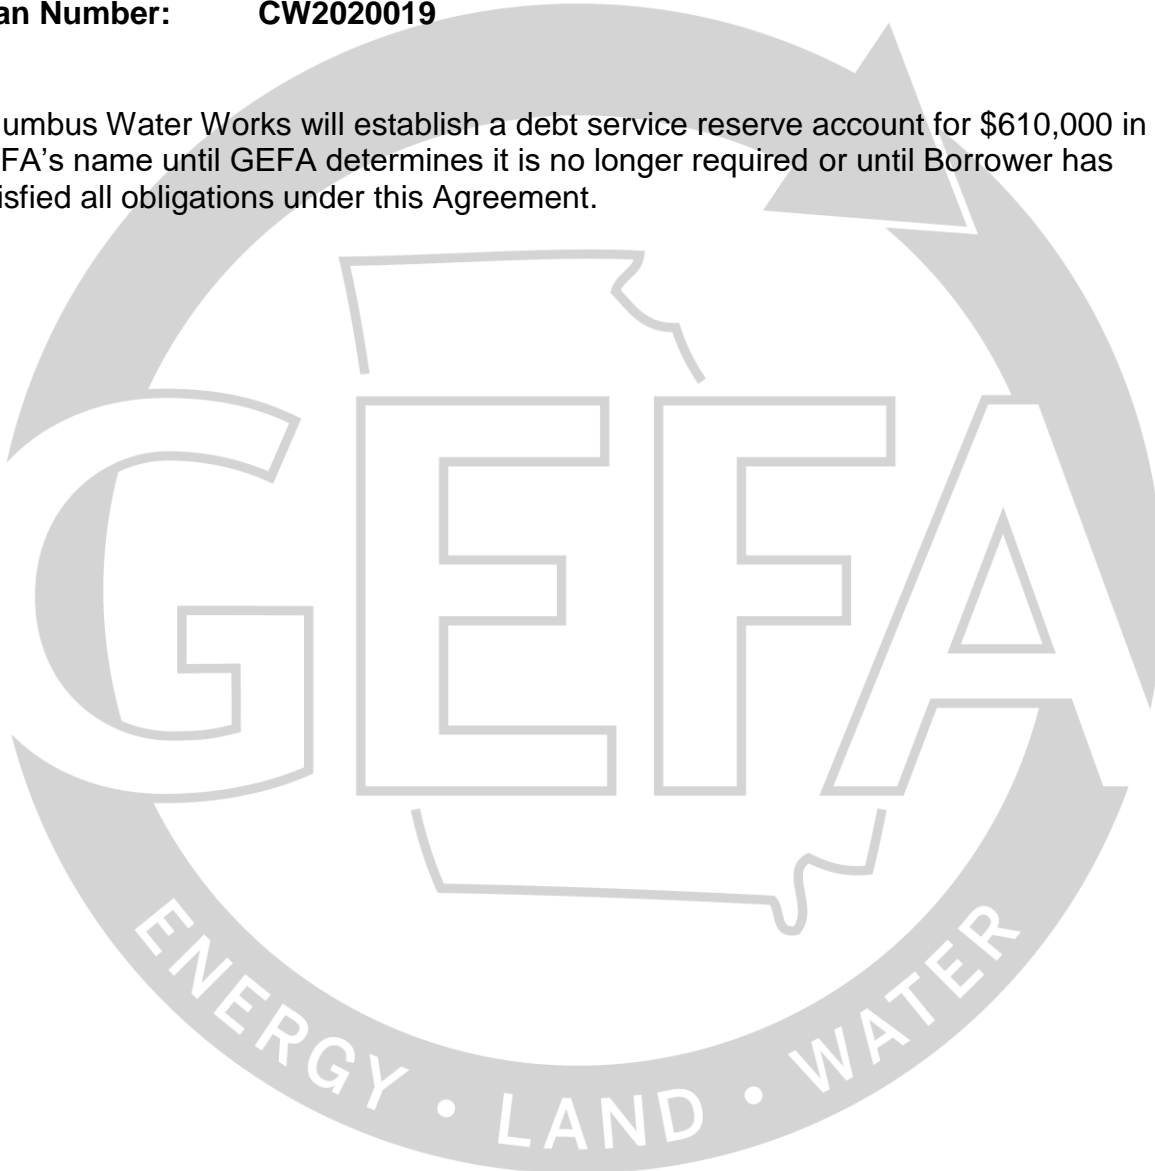 an Number: CW2020019
umbus Water Works will establish a debt service reserve account for $610,000 in
FA’s name until GEFA determines it is no longer required or until Borrower has
isfied all obligations under this Agreement.
GEFA
ENERGY • LAND • WATER